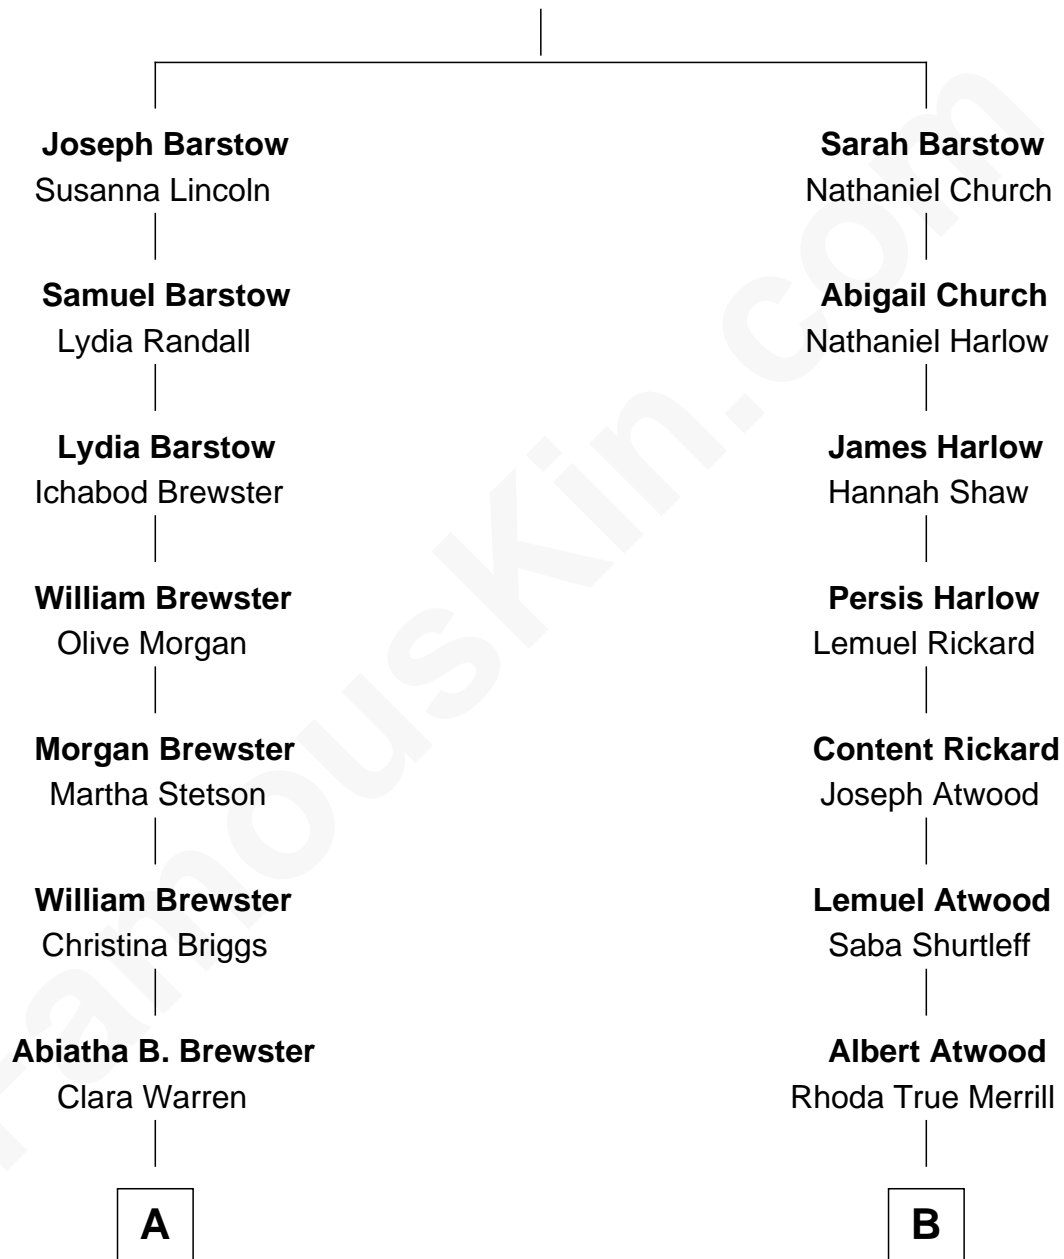 Joseph Barstow
Susanna Lincoln
Sarah Barstow
Nathaniel Church
Samuel Barstow
Lydia Randall
Abigail Church
Nathaniel Harlow
Lydia Barstow
Ichabod Brewster
James Harlow
Hannah Shaw
William Brewster
Olive Morgan
Persis Harlow
Lemuel Rickard
Morgan Brewster
Martha Stetson
Content Rickard
Joseph Atwood
William Brewster
Christina Briggs
Lemuel Atwood
Saba Shurtleff
Abiatha B. Brewster
Clara Warren
Albert Atwood
Rhoda True Merrill
A
B
FamousKin.com